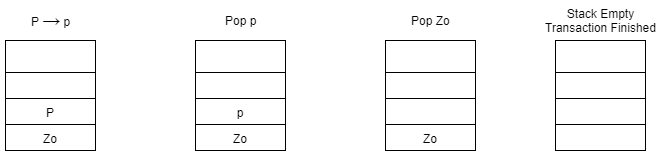 P ⟶ p
Pop p
Pop Zo
Stack Empty
Transaction Finished
P
p
Zo
Zo
Zo